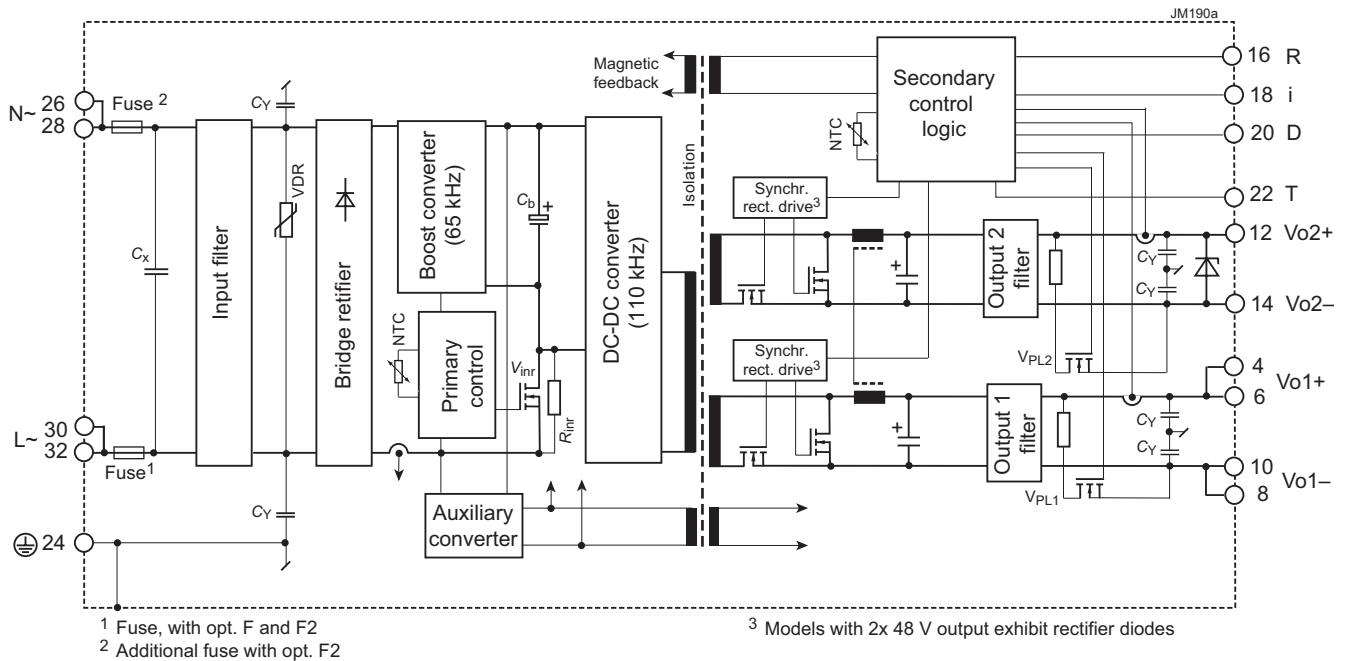 JM190a
N~
26
28
Fuse 2
CY
Cx
Input filter
VDR
CY
L~
30
32
Fuse1
24
Bridge retifier
Boost converter
(65 kHz)
Cb
+
NTC
Primary
control
Vinr
Rinr
DC-DC converter
(110 kHz)
Auxiliary
converter
Magnetic
feedback
Isolation
Secondary
control
logic
NTC
Synchr.
rect. drive3
+
Output 2
filter
VPL2
CY
CY
Synchr.
rect. drive3
+
Output 1
filter
VPL1
CY
CY
16 R
18 i
20 D
22 T
12 Vo2+
14 Vo2–
4
6
Vo1+
10
8
Vo1–
1 Fuse, with opt. F and F2
2 Additional fuse with opt. F2
3 Models with 2x 48 V output exhibit rectifier diodes